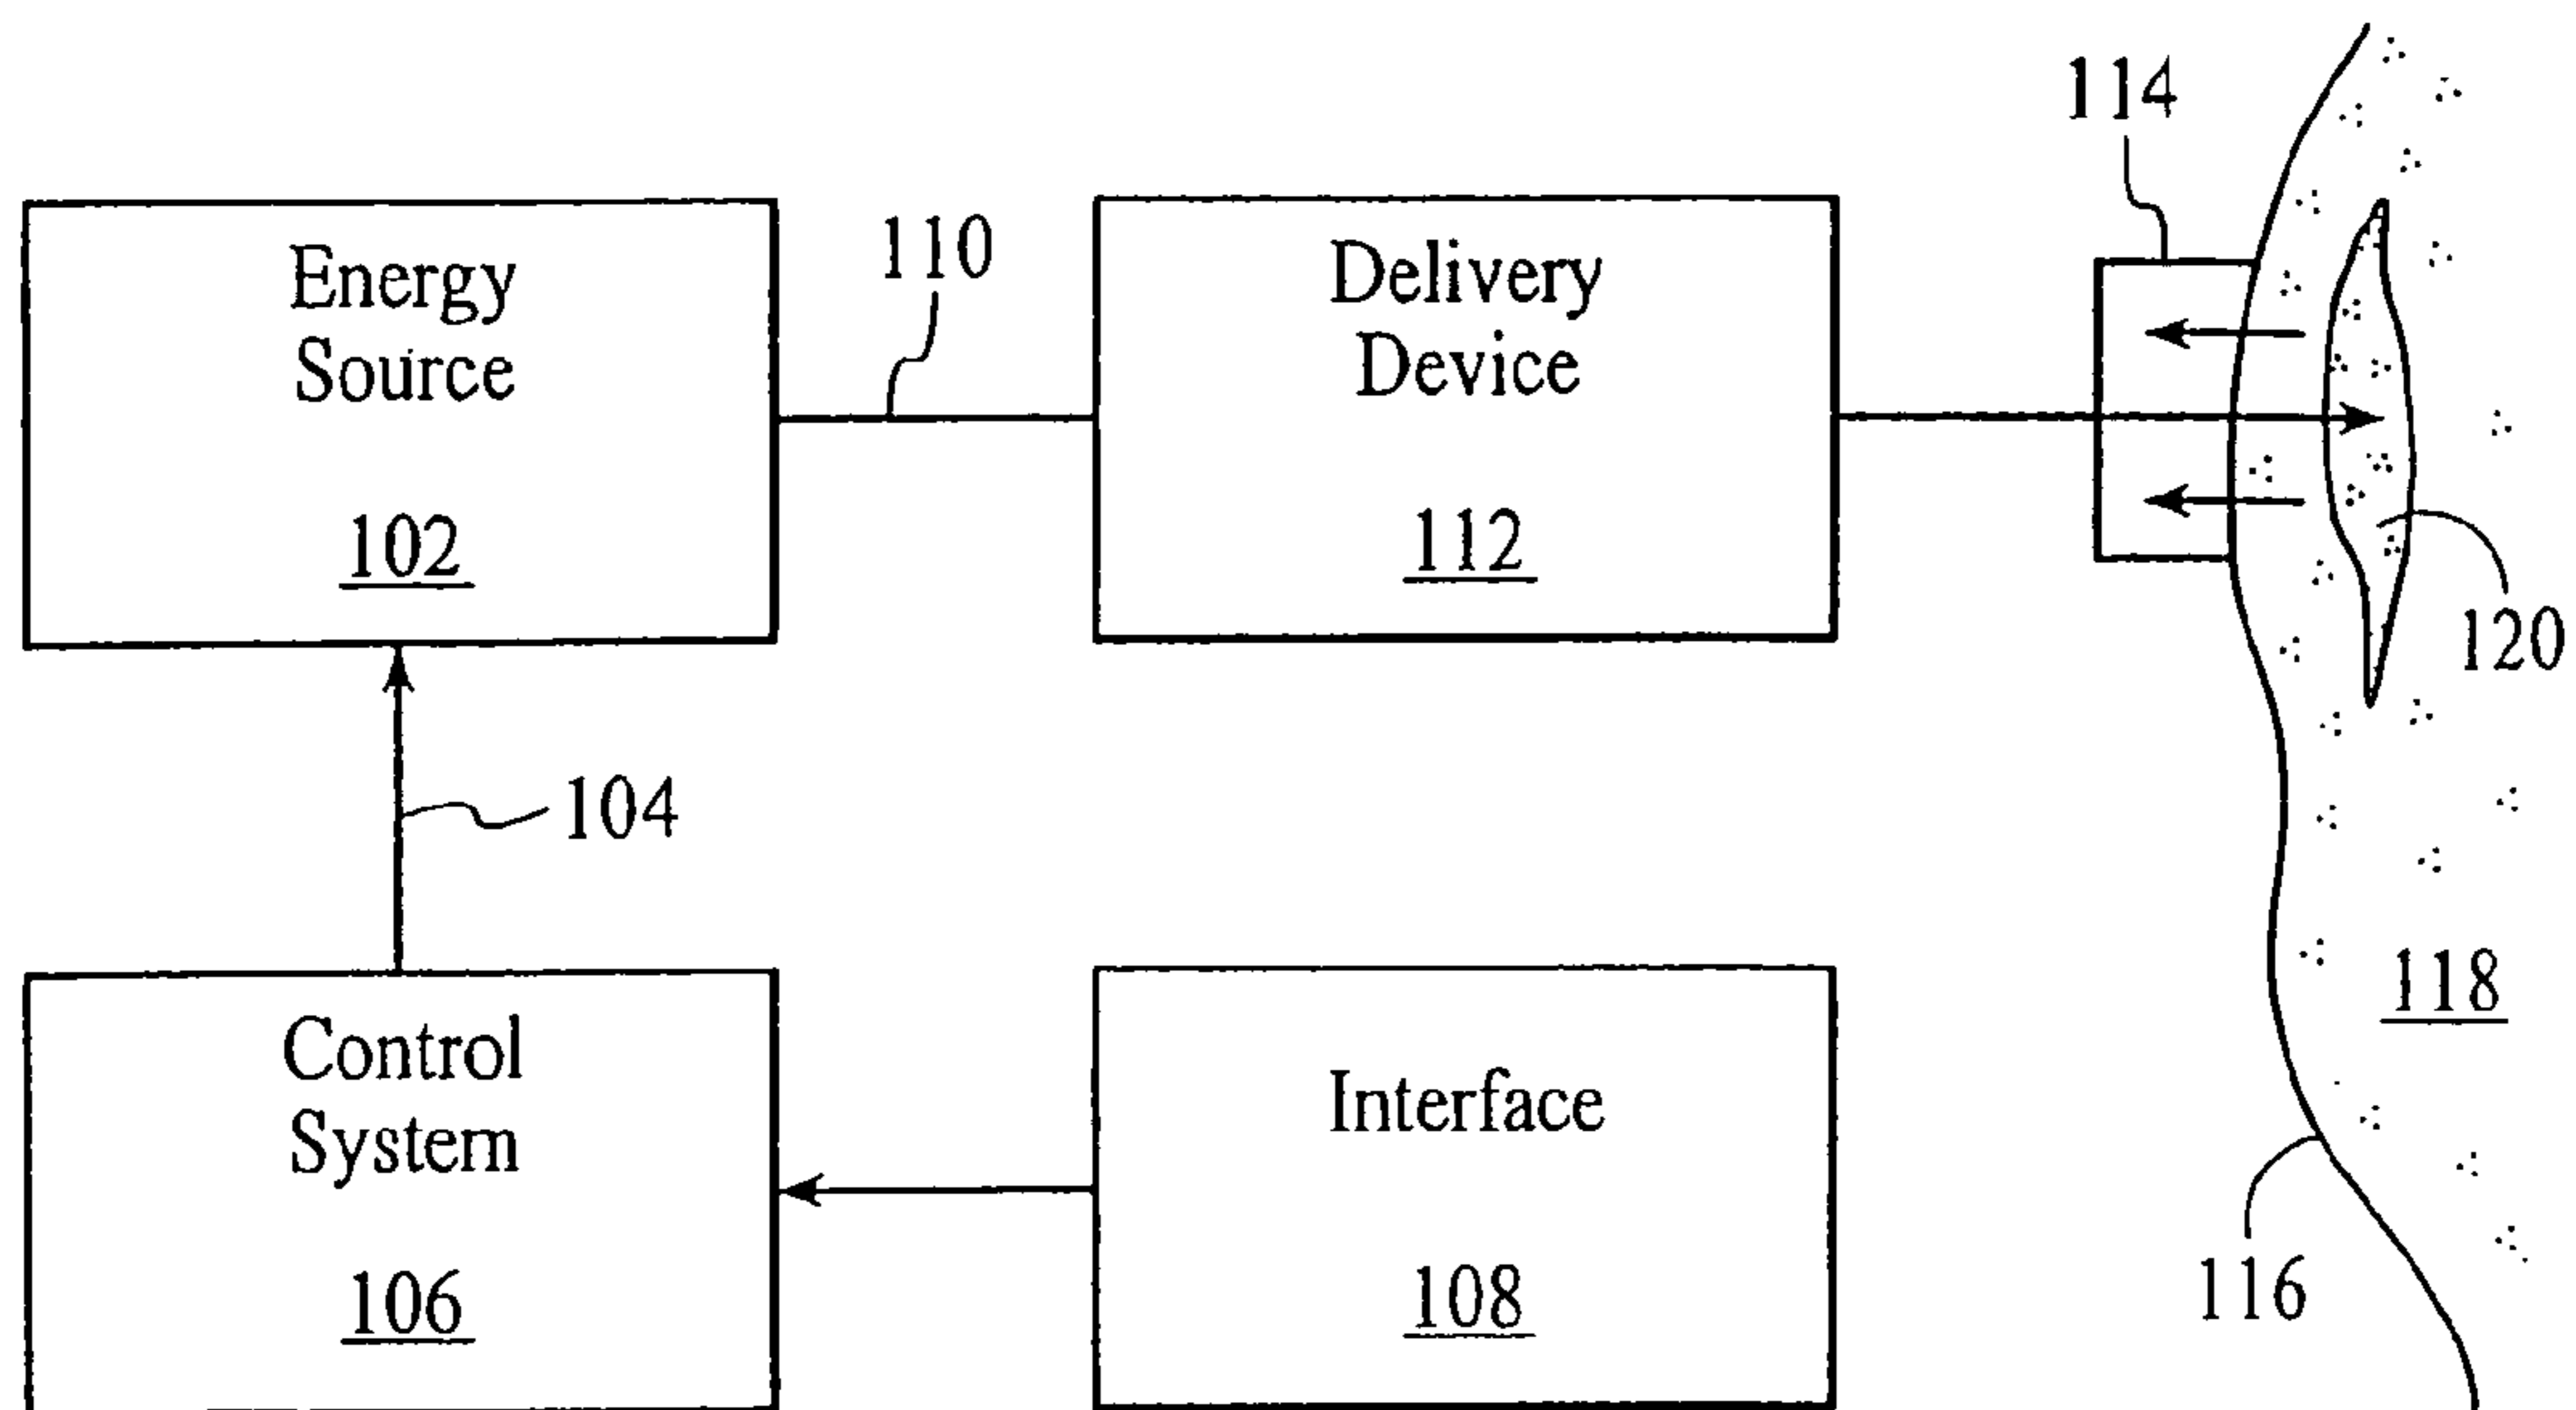 114
Energy
Source
102
110
Delivery
Device
112
120
104
Control
System
106
Interface
108
118
116